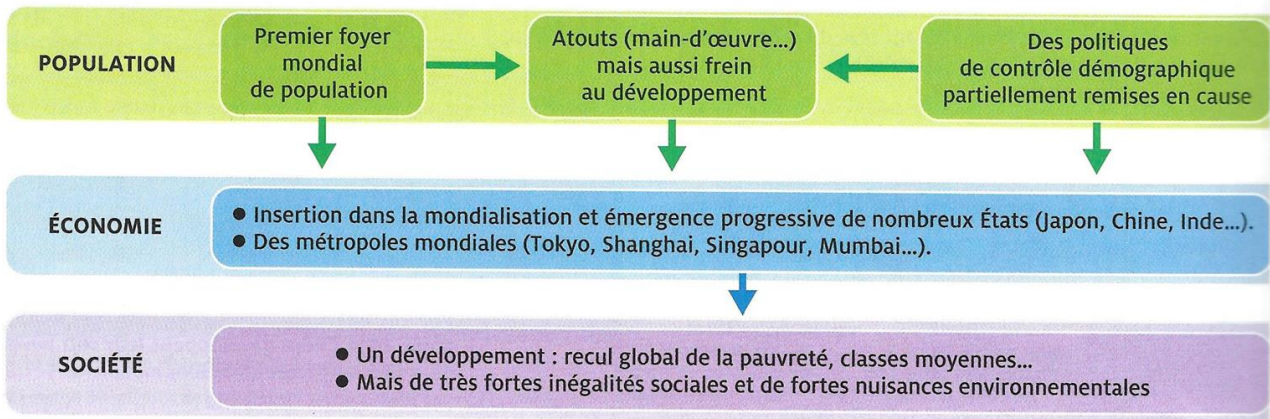 POPULATION
Premier foyer
mondial
de population
Atouts (main-d'œuvre...)
mais aussi frein
au développement
Des politiques
de contrôle démographique
partiellement remises en cause
ÉCONOMIE
● Insertion dans la mondialisation et émergence progressive de nombreux États (Japon, Chine, Inde...).
● Des métropoles mondiales (Tokyo, Shanghai, Singapour, Mumbai...).
SOCIÉTÉ
● Un développement : recul global de la pauvreté, classes moyennes...
● Mais de très fortes inégalités sociales et de fortes nuisances environnementales